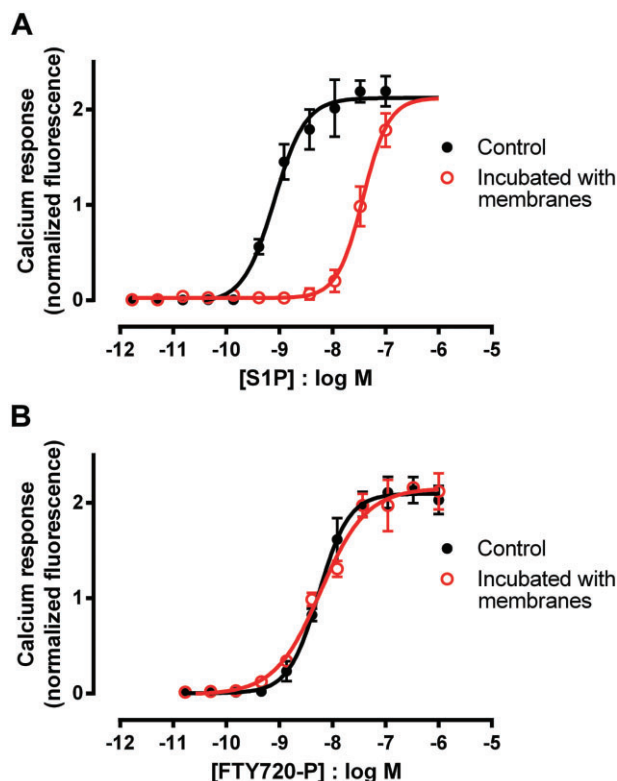 A
Calcium response
(normalized fluorescence)
2
1
0
Control
Incubated with
membranes
-12 -11 -10 -9 -8 -7 -6 -5
[S1P] : log M
B
Calcium response
(normalized fluorescence)
2
1
0
Control
Incubated with
membranes
-12 -11 -10 -9 -8 -7 -6 -5
[FTY720-P] : log M